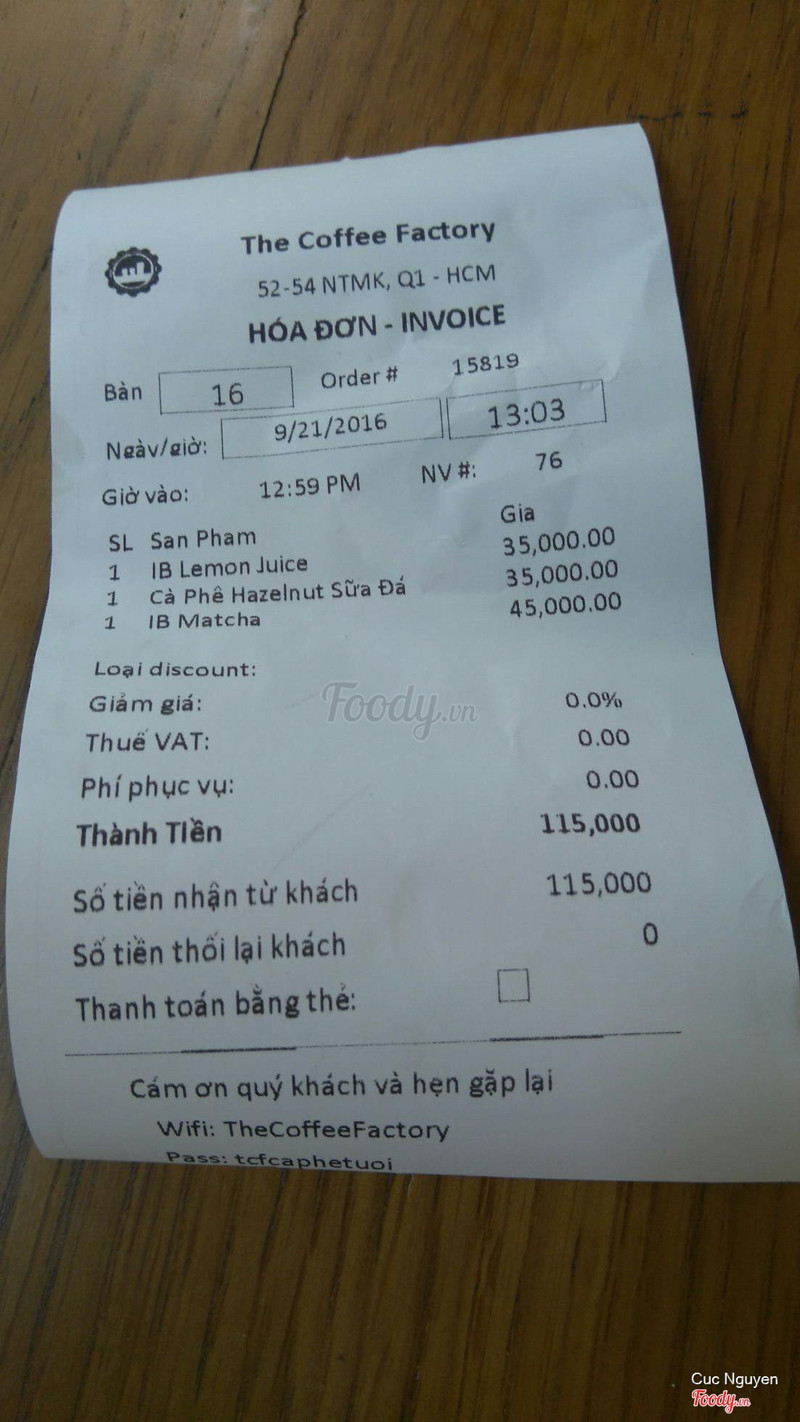 The Coffee Factory
52-54 NTMK, Q1 - HCM
HÓA ĐƠN - INVOICE
Bàn 16 Order # 15819
Ngày/giờ: 9/21/2016 13:03
Giờ vào: 12:59 PM NV #: 76
SL San Pham Gia
1 IB Lemon Juice 35,000.00
1 Cà Phê Hazelnut Sữa Đá 35,000.00
1 IB Matcha 45,000.00
Loại discount:
Giảm giá: 0.0%
Foody.vn
Thuế VAT: 0.00
Phí phục vụ: 0.00
Thành Tiền 115,000
Số tiền nhận từ khách 115,000
Số tiền thối lại khách 0
Thanh toán bằng thẻ:
Cám ơn quý khách và hẹn gặp lại
Wifi: TheCoffeeFactory
Pass: tcfcaphetuoi
Cuc Nguyen
Foody.vn